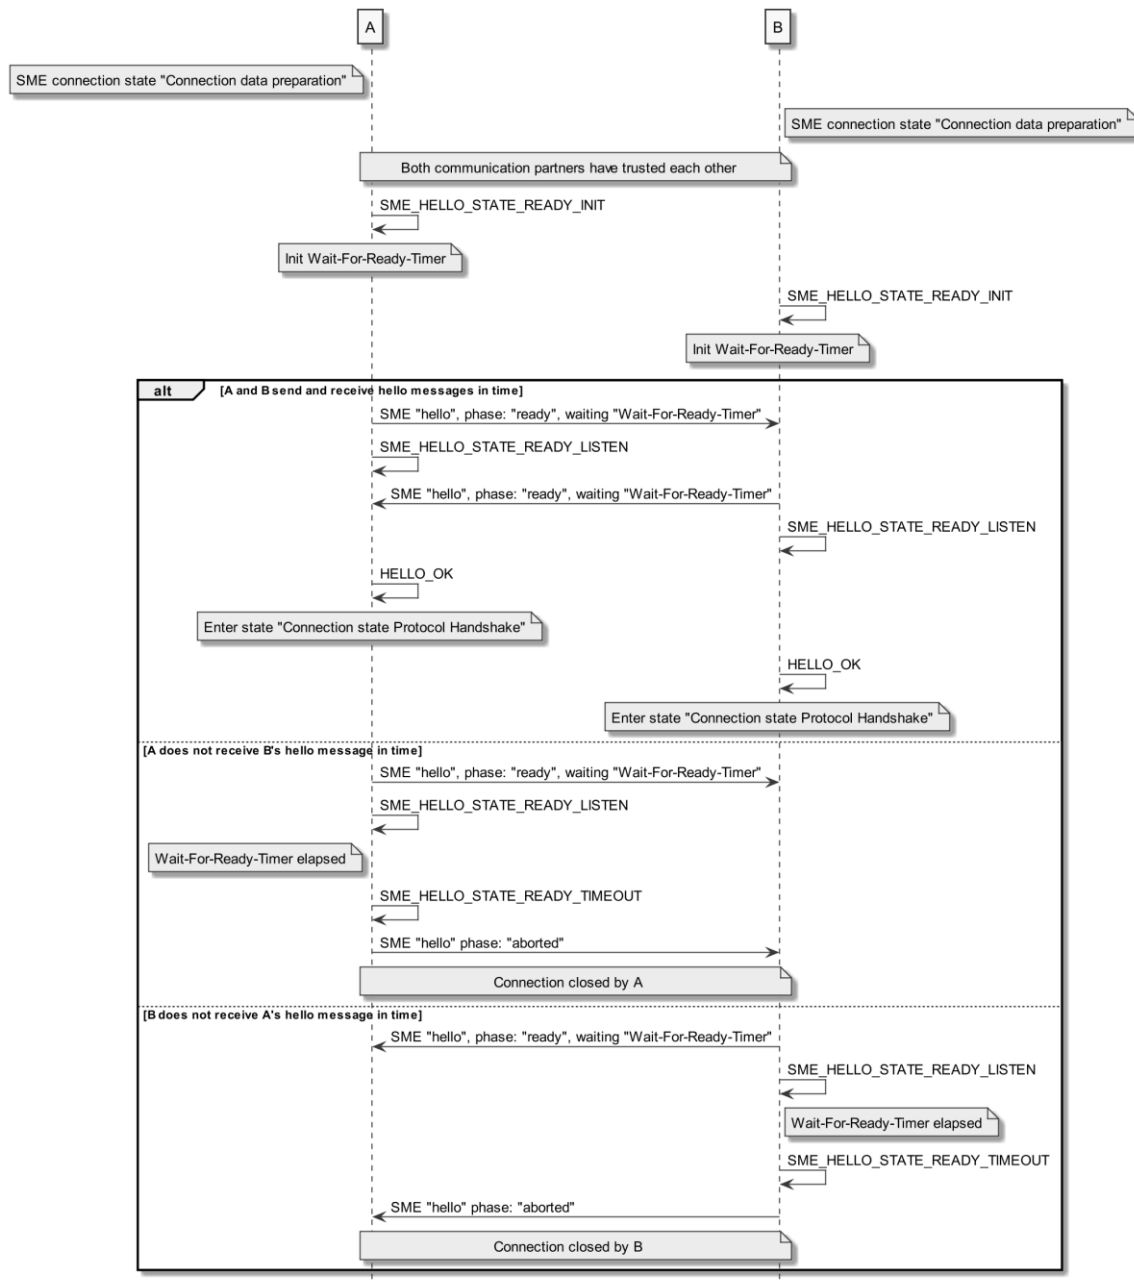 A
B
SME connection state "Connection data preparation"
SME connection state "Connection data preparation"
Both communication partners have trusted each other
SME_HELLO_STATE_READY_INIT
Init Wait-For-Ready-Timer
SME_HELLO_STATE_READY_INIT
Init Wait-For-Ready-Timer
alt [A and B send and receive hello messages in time]
SME "hello", phase: "ready", waiting "Wait-For-Ready-Timer"
SME_HELLO_STATE_READY_LISTEN
SME "hello", phase: "ready", waiting "Wait-For-Ready-Timer"
SME_HELLO_STATE_READY_LISTEN
HELLO_OK
Enter state "Connection state Protocol Handshake"
HELLO_OK
Enter state "Connection state Protocol Handshake"
[A does not receive B's hello message in time]
SME "hello", phase: "ready", waiting "Wait-For-Ready-Timer"
SME_HELLO_STATE_READY_LISTEN
Wait-For-Ready-Timer elapsed
SME_HELLO_STATE_READY_TIMEOUT
SME "hello" phase: "aborted"
Connection closed by A
[B does not receive A's hello message in time]
SME "hello", phase: "ready", waiting "Wait-For-Ready-Timer"
SME_HELLO_STATE_READY_LISTEN
Wait-For-Ready-Timer elapsed
SME_HELLO_STATE_READY_TIMEOUT
SME "hello" phase: "aborted"
Connection closed by B